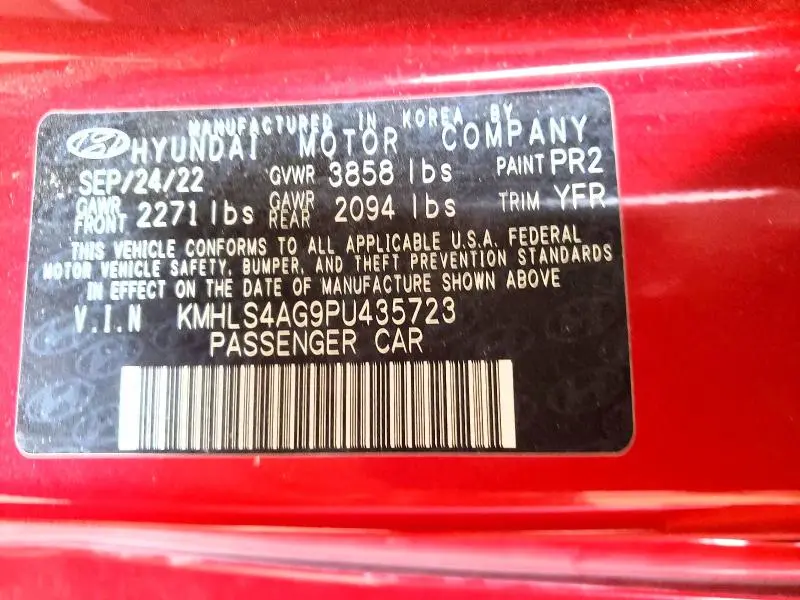 MANUFACTURED IN KOREA BY
HYUNDAI MOTOR COMPANY
SEP/24/22 GVWR 3858 lbs PAINT PR2
GAWR FRONT 2271 lbs GAWR REAR 2094 lbs TRIM YFR
THIS VEHICLE CONFORMS TO ALL APPLICABLE U.S.A. FEDERAL
MOTOR VEHICLE SAFETY, BUMPER, AND THEFT PREVENTION STANDARDS
IN EFFECT ON THE DATE OF MANUFACTURE SHOWN ABOVE
V.I.N KMHLS4AG9PU435723
PASSENGER CAR